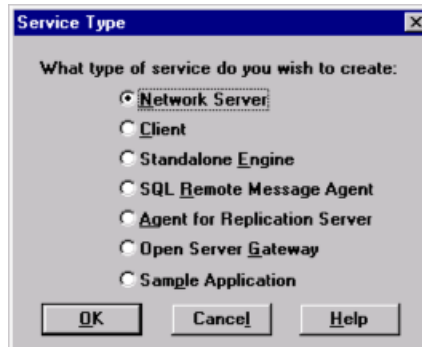 Service Type
What type of service do you wish to create:
Network Server
Client
Standalone Engine
SQL Remote Message Agent
Agent for Replication Server
Open Server Gateway
Sample Application
OK Cancel Help